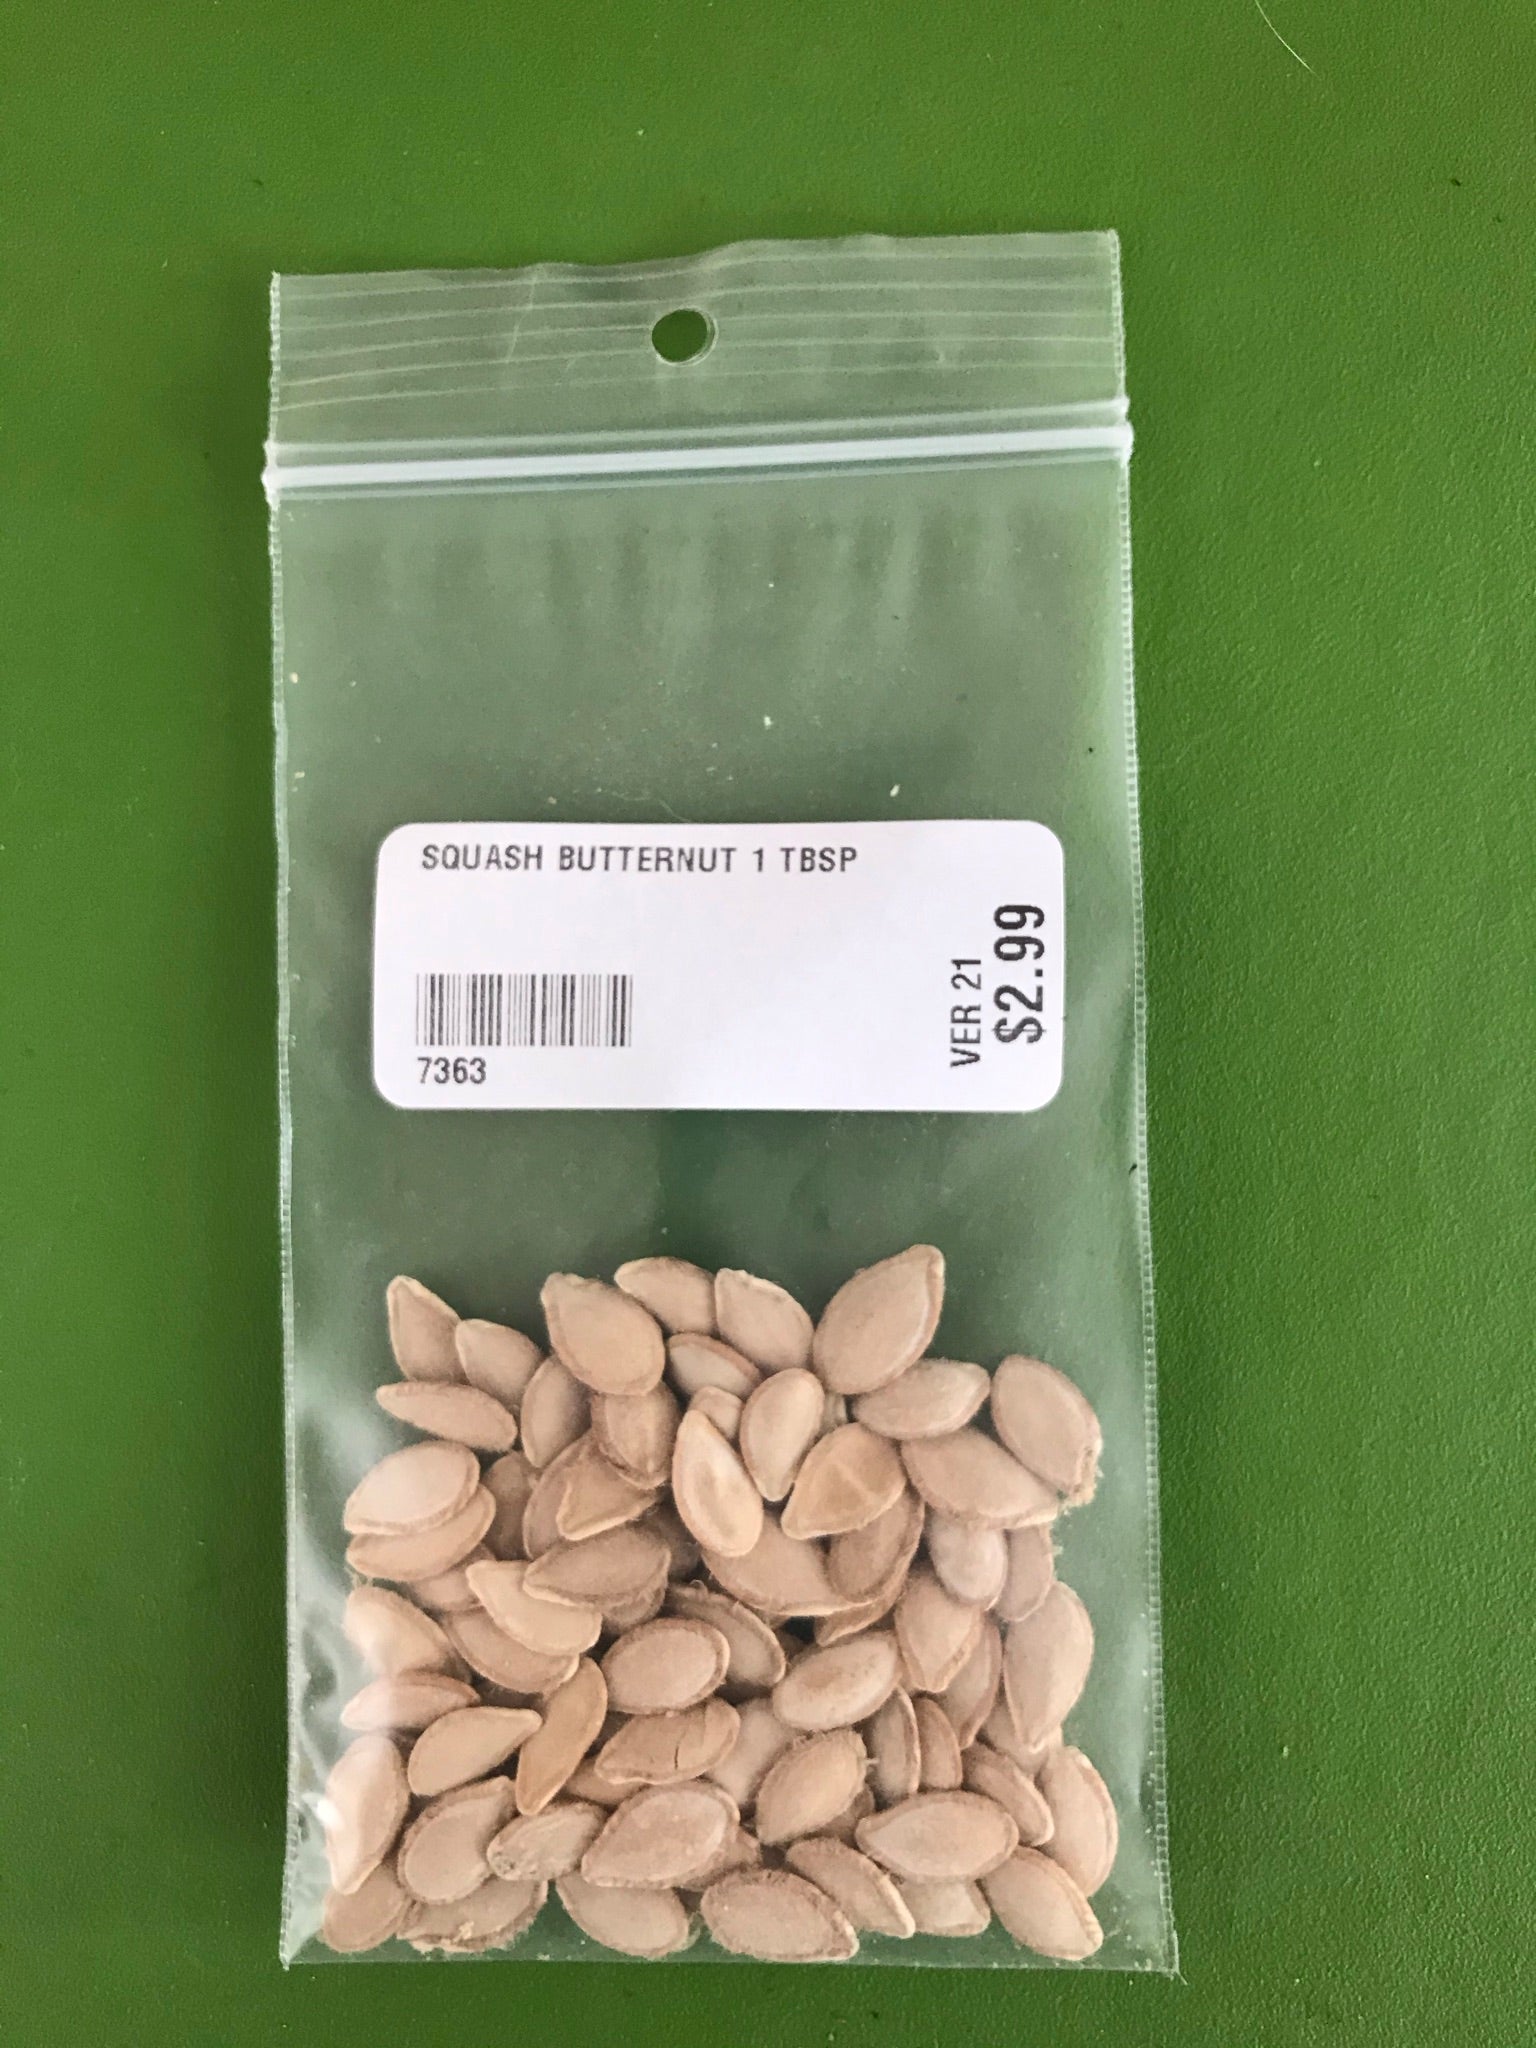 SQUASH BUTTERNUT 1 TBSP
7363
VER 21
$2.99